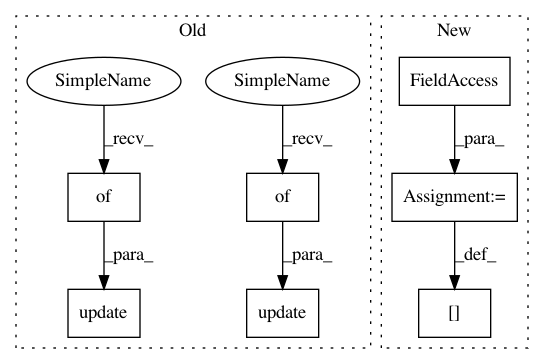 Old
New
SimpleName
SimpleName
FieldAccess
_recv_
_recv_
_para_
of
of
Assignment:=
_para_
_para_
_def_
update
update
[]